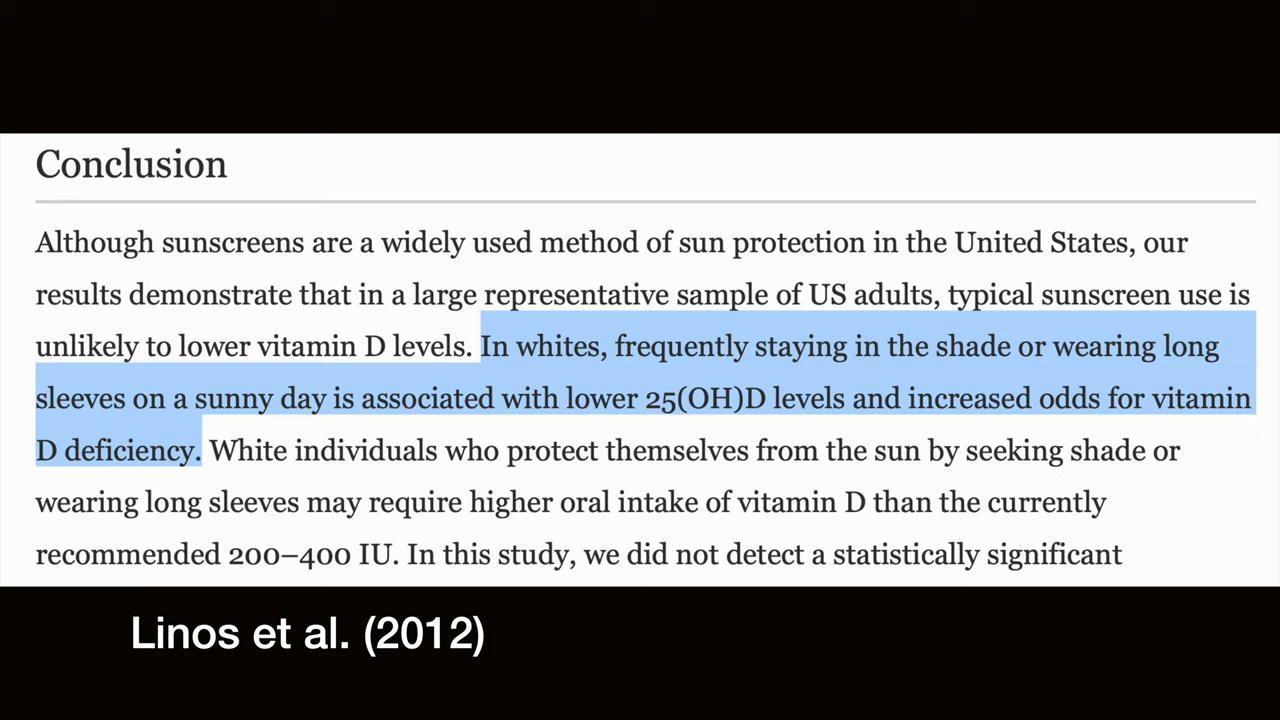 Conclusion
Although sunscreens are a widely used method of sun protection in the United States, our
results demonstrate that in a large representative sample of US adults, typical sunscreen use is
unlikely to lower vitamin D levels. In whites, frequently staying in the shade or wearing long
sleeves on a sunny day is associated with lower 25(OH)D levels and increased odds for vitamin
D deficiency. White individuals who protect themselves from the sun by seeking shade or
wearing long sleeves may require higher oral intake of vitamin D than the currently
recommended 200–400 IU. In this study, we did not detect a statistically significant
Linos et al. (2012)